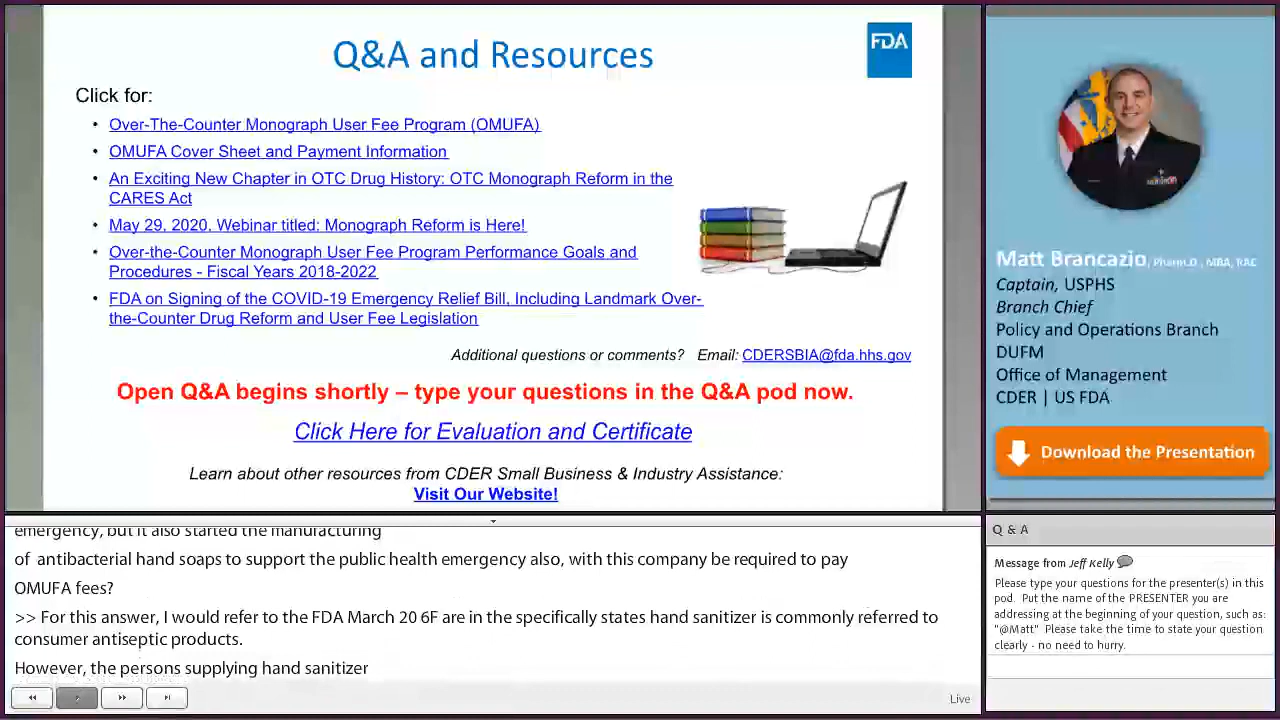 Q&A and Resources
FDA
Click for:
• Over-The-Counter Monograph User Fee Program (OMUFA)
• OMUFA Cover Sheet and Payment Information
• An Exciting New Chapter in OTC Drug History: OTC Monograph Reform in the
CARES Act
• May 29, 2020, Webinar titled: Monograph Reform is Here!
• Over-the-Counter Monograph User Fee Program Performance Goals and
Procedures - Fiscal Years 2018-2022
• FDA on Signing of the COVID-19 Emergency Relief Bill, Including Landmark Over-
the-Counter Drug Reform and User Fee Legislation
Additional questions or comments? Email: CDERSBIA@fda.hhs.gov
Open Q&A begins shortly – type your questions in the Q&A pod now.
Click Here for Evaluation and Certificate
Learn about other resources from CDER Small Business & Industry Assistance:
Visit Our Website!
emergency, but it also started the manufacturing
of antibacterial hand soaps to support the public health emergency also, with this company be required to pay
OMUFA fees?
>> For this answer, I would refer to the FDA March 20 6F are in the specifically states hand sanitizer is commonly referred to
consumer antiseptic products.
However, the persons supplying hand sanitizer
Live
Matt Brancazio, PharmD., MBA, RAC
Captain, USPHS
Branch Chief
Policy and Operations Branch
DUFM
Office of Management
CDER | US FDA
Download the Presentation
Q & A
Message from Jeff Kelly
Please type your questions for the presenter(s) in this
pod. Put the name of the PRESENTER you are
addressing at the beginning of your question, such as:
"@Matt" Please take the time to state your question
clearly - no need to hurry.